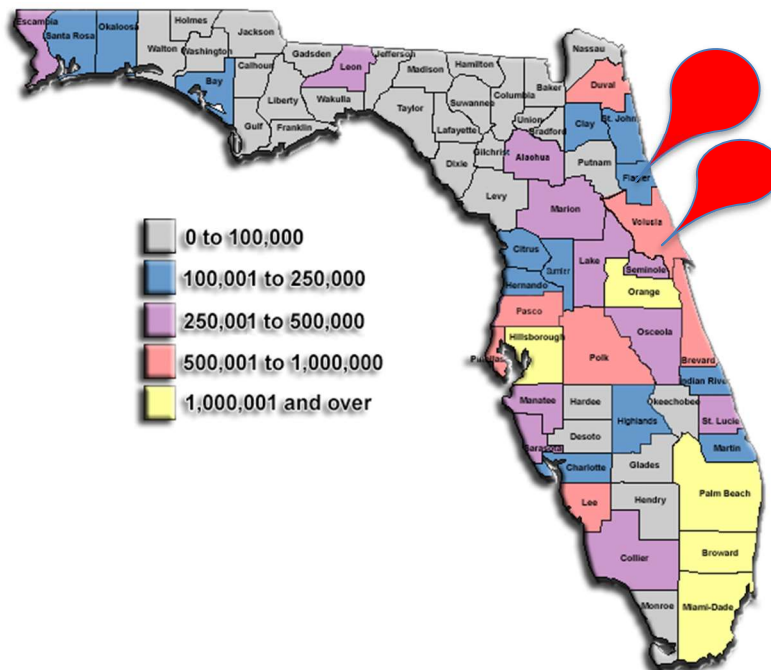 Escambia
Santa Rosa
Okaloosa
Holmes
Walton
Washington
Jackson
Bay
Calhoun
Gulf
Liberty
Franklin
Gadsden
Leon
Wakulla
Jefferson
Madison
Taylor
Hamilton
Suwannee
Lafayette
Dixie
Columbia
Gilchrist
Levy
Baker
Union
Bradford
Alachua
Nassau
Duval
Clay
St. Johns
Putnam
Flagler
Marion
Volusia
Citrus
Sumter
Lake
Hernando
Seminole
Orange
Pasco
Hillsborough
Pinellas
Polk
Osceola
Brevard
Indian River
Manatee
Hardee
Highlands
Okeechobee
St. Lucie
Sarasota
Desoto
Martin
Charlotte
Glades
Lee
Hendry
Palm Beach
Collier
Broward
Monroe
Miami-Dade
0 to 100,000
100,001 to 250,000
250,001 to 500,000
500,001 to 1,000,000
1,000,001 and over